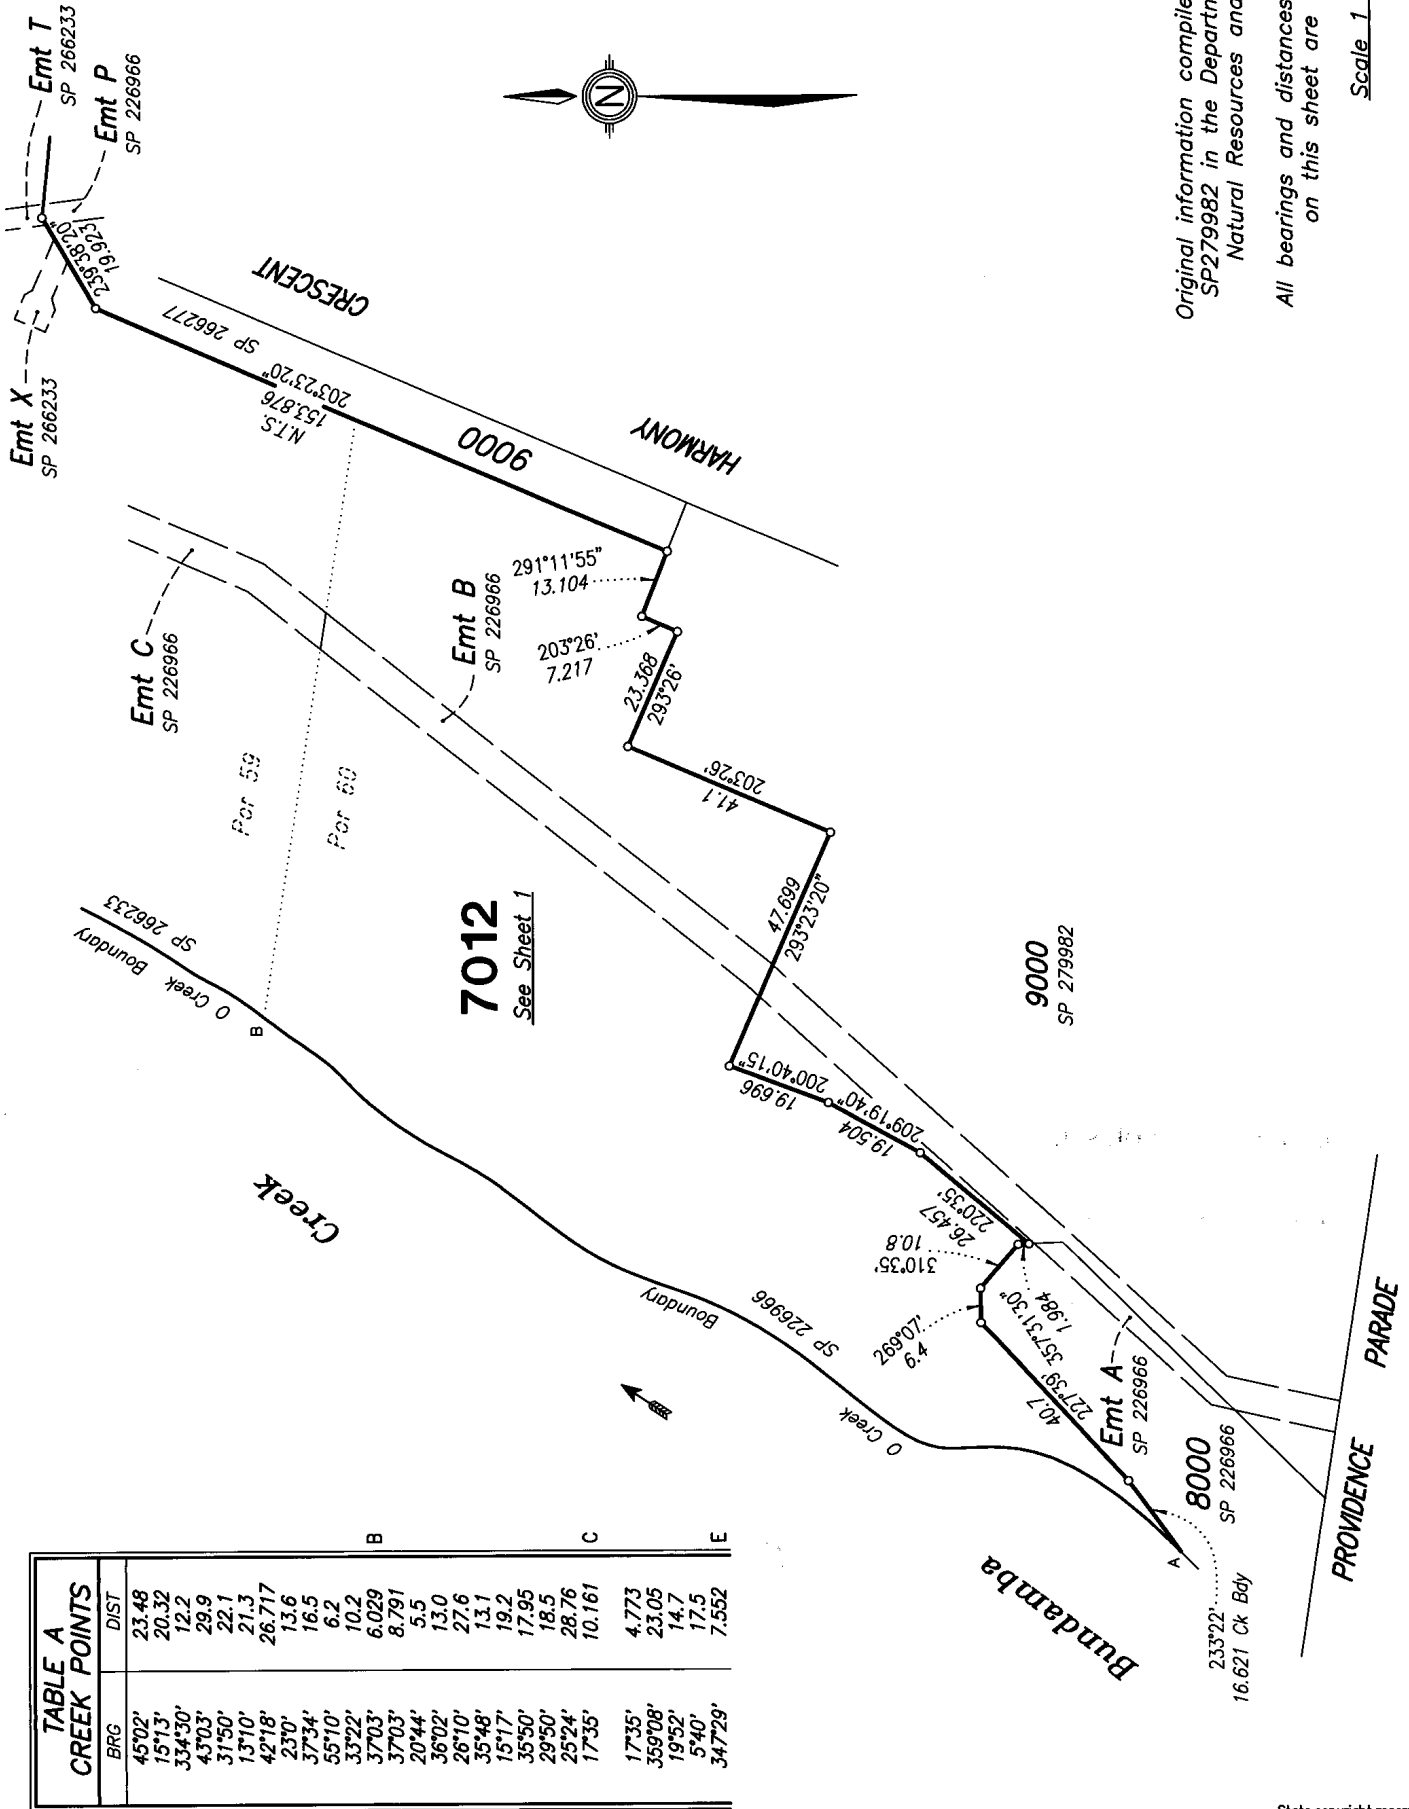 TABLE A
CREEK POINTS
BRG DIST
45°02' 23.48
15°13' 20.32
334°30' 12.2
43°03' 29.9
31°50' 22.1
13°10' 21.3
42°18' 26.717
23°0' 13.6
37°34' 16.5
55°10' 6.2
33°22' 10.2
37°03' 6.029 B
37°03' 8.791
20°44' 5.5
36°02' 13.0
26°10' 27.6
35°48' 13.1
15°17' 19.2
35°50' 17.95
29°50' 18.5
25°24' 28.76
17°35' 10.161 C
17°35' 4.773
359°08' 23.05
19°52' 14.7
5°40' 17.5
347°29' 7.552 E
Emt T
SP 266233
Emt P
SP 226966
Emt X
SP 266233
239°38'20"
19.923
SP 266277
CRESCENT
203°23'20"
153.876
N.T.S.
9000
HARMONY
N
Emt C
SP 226966
Emt B
SP 226966
291°11'55"
13.104
203°26'
7.217
23.368
293°26'
203°26'
41.1
47.699
293°23'20"
Por 59
Por 60
SP 266233
O Creek Boundary
B
7012
See Sheet 1
200°40'15"
19.696
209°19'40"
19.504
220°35'
26.457
310°35'
10.8
357°31'30"
1.984
269°07'
6.4
227°39'
40.7
9000
SP 279982
Creek
Boundary
SP 226966
O Creek
Emt A
SP 226966
8000
SP 226966
A
233°22'
16.621 Ck Bdy
Bundamba
PROVIDENCE PARADE
Original information compile
SP279982 in the Departn
Natural Resources and
All bearings and distances
on this sheet are
Scale 1